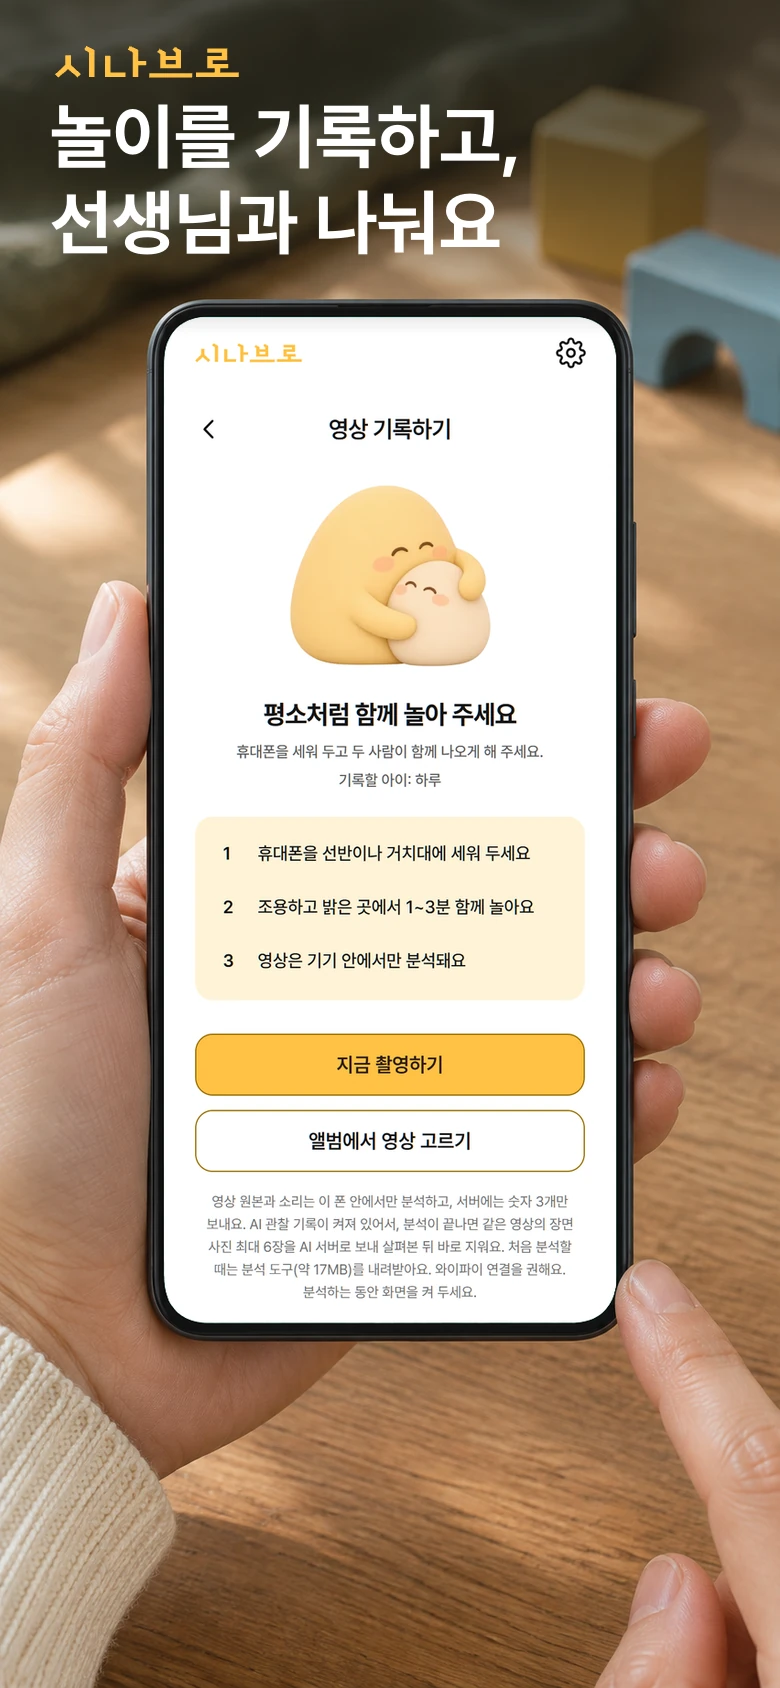 시나브로
놀이를 기록하고,
선생님과 나눠요
시나브로
영상 기록하기
평소처럼 함께 놀아 주세요
휴대폰을 세워 두고 두 사람이 함께 나오게 해 주세요.
기록할 아이: 하루
1 휴대폰을 선반이나 거치대에 세워 두세요
2 조용하고 밝은 곳에서 1~3분 함께 놀아요
3 영상은 기기 안에서만 분석돼요
지금 촬영하기
앨범에서 영상 고르기
영상 원본과 소리는 이 폰 안에서만 분석하고, 서버에는 숫자 3개만
보내요. AI 관찰 기록이 켜져 있어서, 분석이 끝나면 같은 영상의 장면
사진 최대 6장을 AI 서버로 보내 살펴본 뒤 바로 지워요. 처음 분석할
때는 분석 도구(약 17MB)를 내려받아요. 와이파이 연결을 권해요.
분석하는 동안 화면을 켜 두세요.